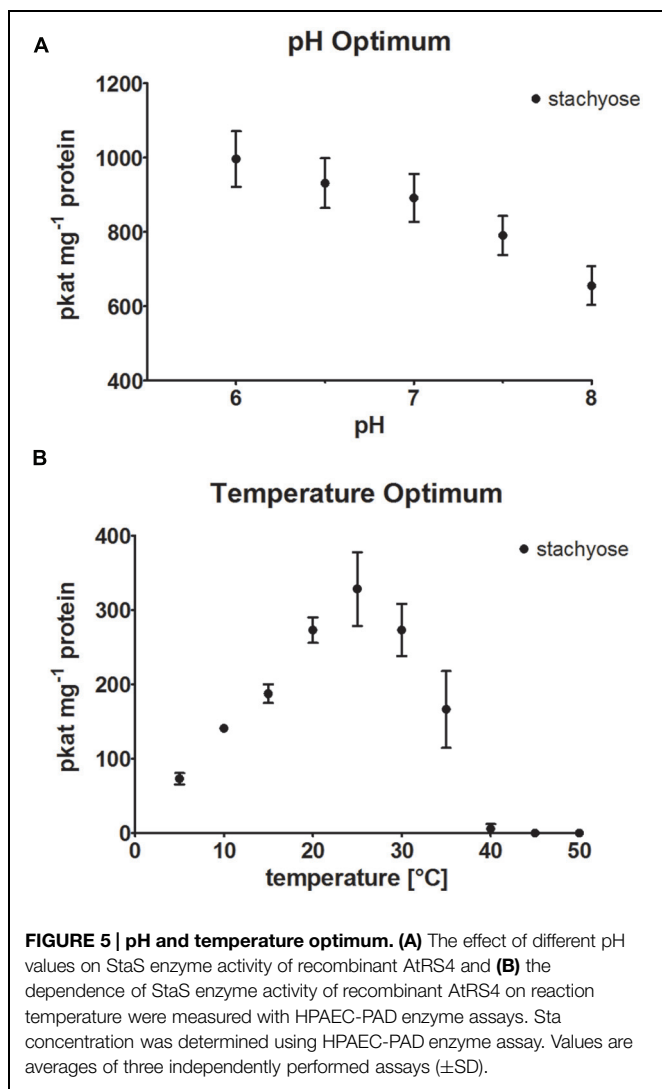 A
pH Optimum
1200
1000
800
600
400
pkat mg⁻¹ protein
stachyose
6
7
8
pH
B
Temperature Optimum
400
300
200
100
0
pkat mg⁻¹ protein
stachyose
0
10
20
30
40
50
temperature [°C]
FIGURE 5 | pH and temperature optimum. (A) The effect of different pH
values on StaS enzyme activity of recombinant AtRS4 and (B) the
dependence of StaS enzyme activity of recombinant AtRS4 on reaction
temperature were measured with HPAEC-PAD enzyme assays. Sta
concentration was determined using HPAEC-PAD enzyme assay. Values are
averages of three independently performed assays (±SD).